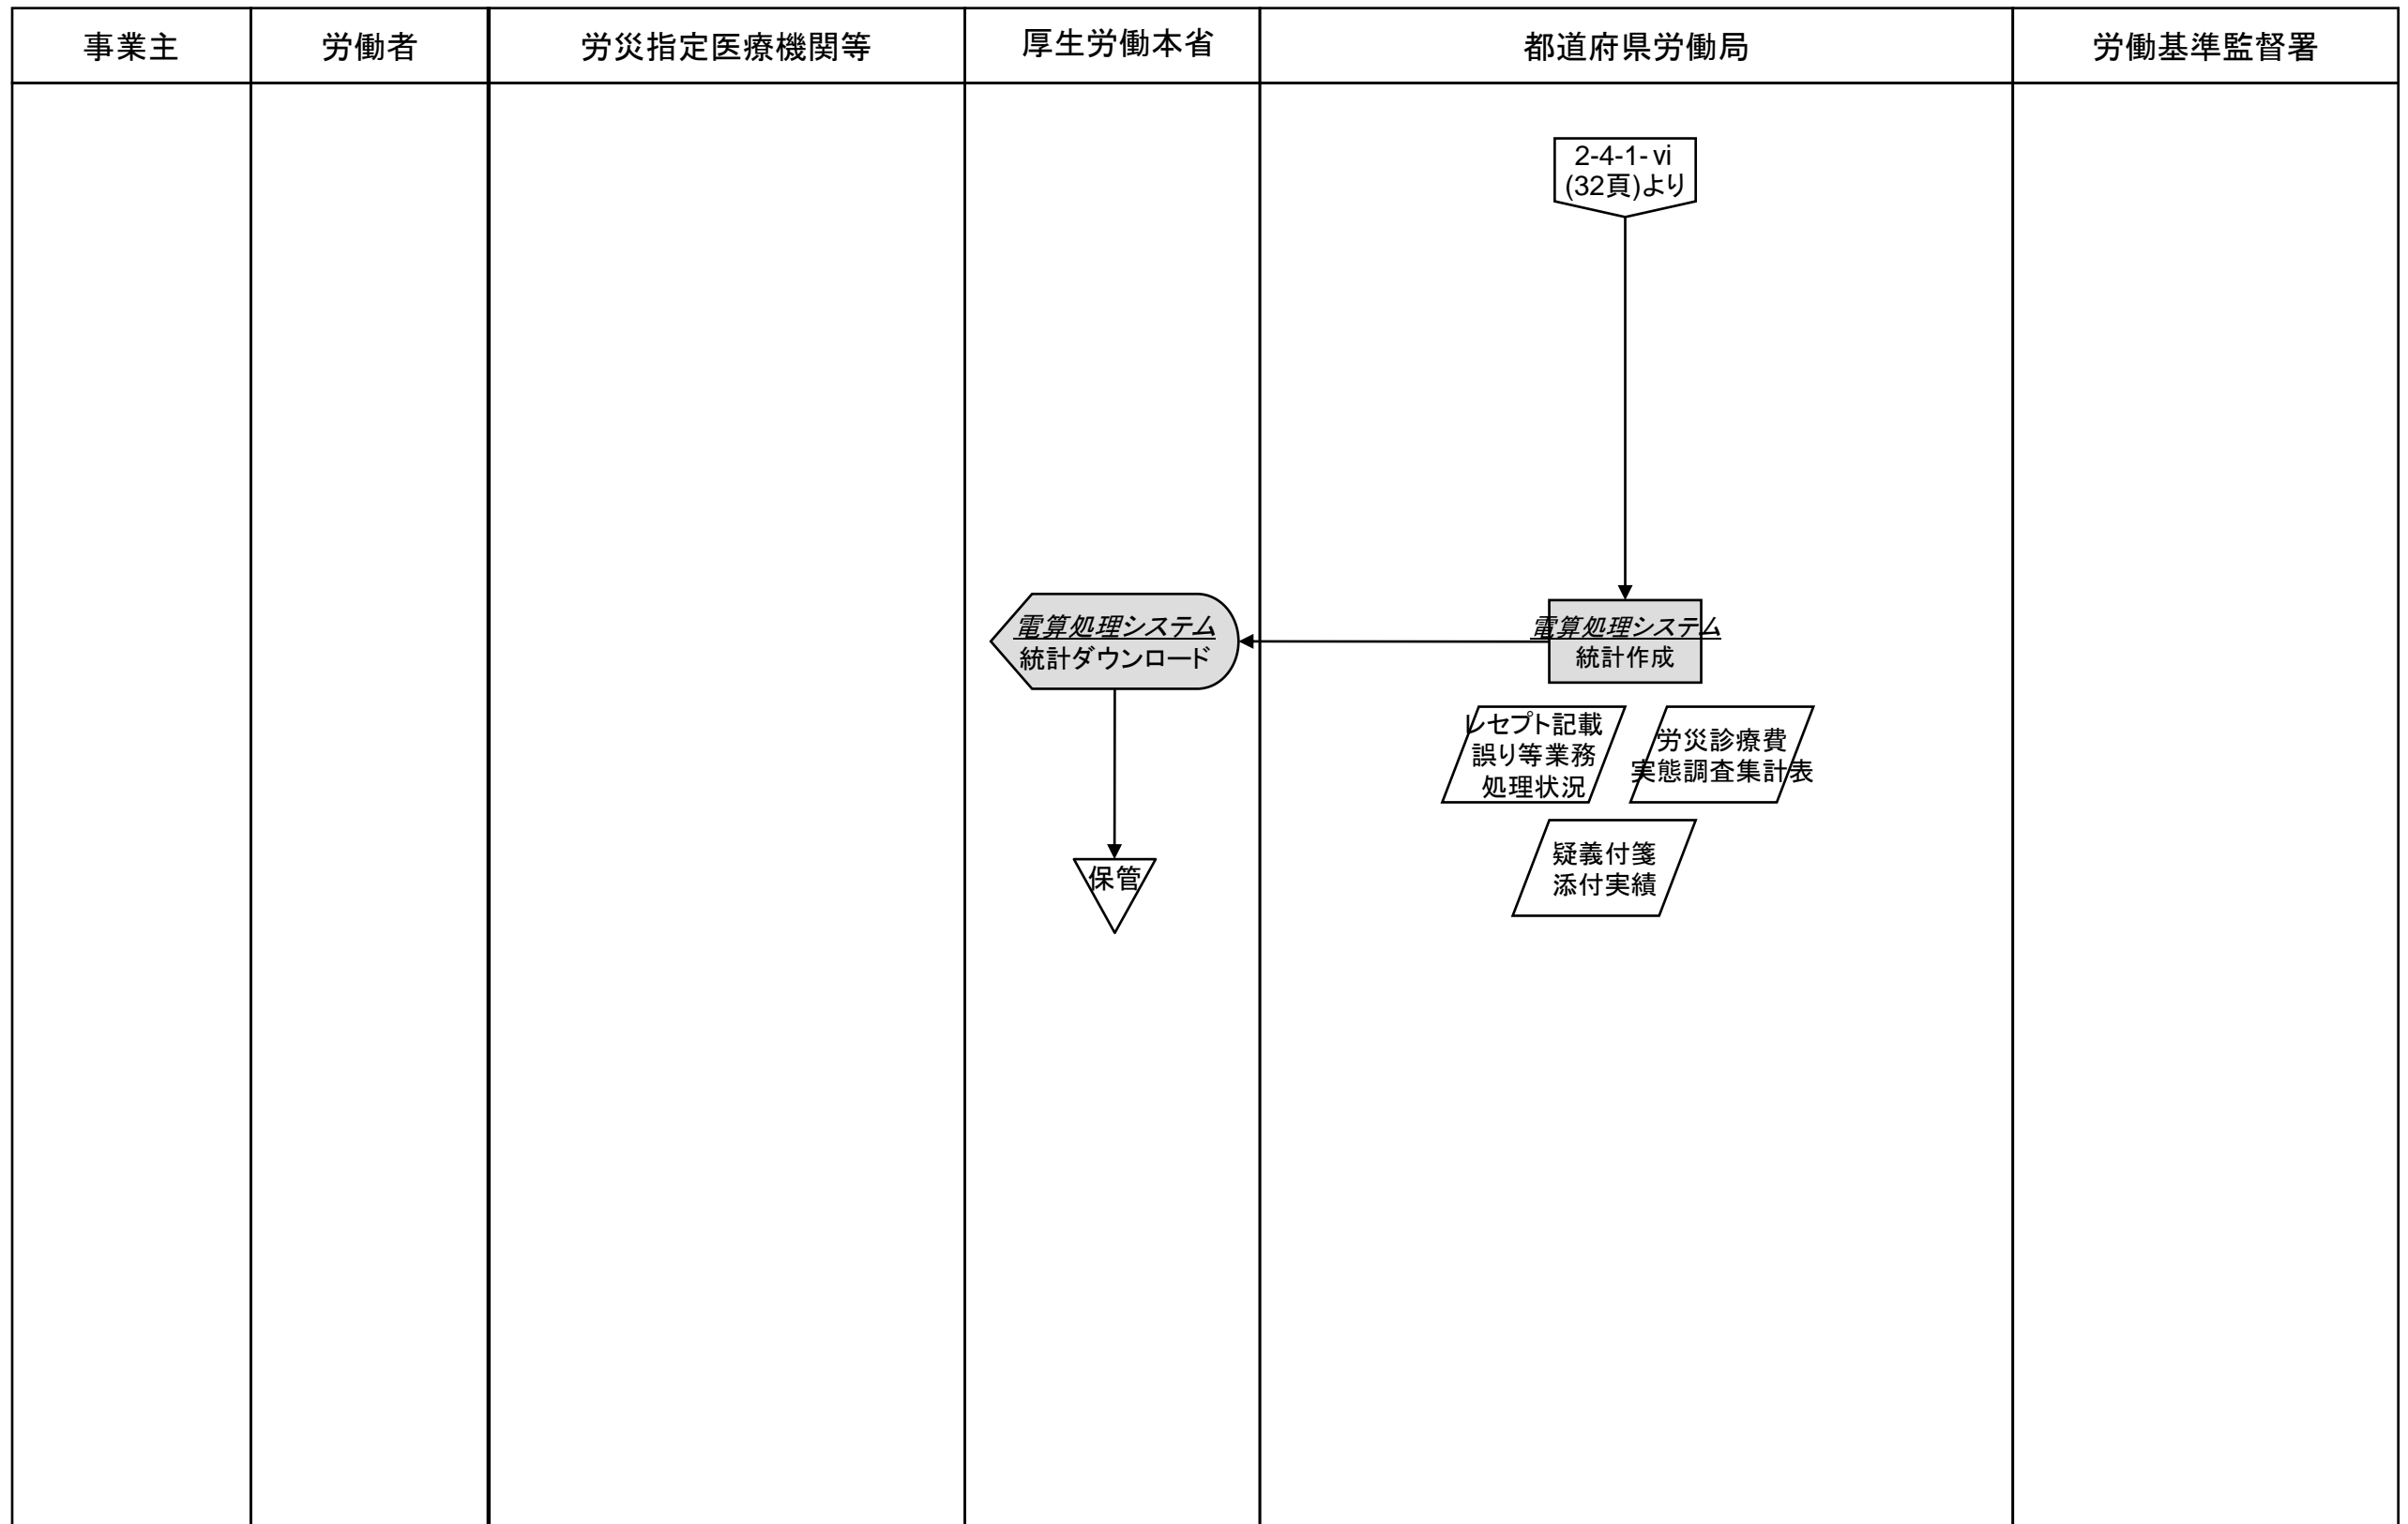 事業主
労働者
労災指定医療機関等
厚生労働本省
都道府県労働局
労働基準監督署
2-4-1- vi
(32頁)より
電算処理システム
統計ダウンロード
電算処理システム
統計作成
レセプト記載
誤り等業務
処理状況
労災診療費
実態調査集計表
保管
疑義付箋
添付実績